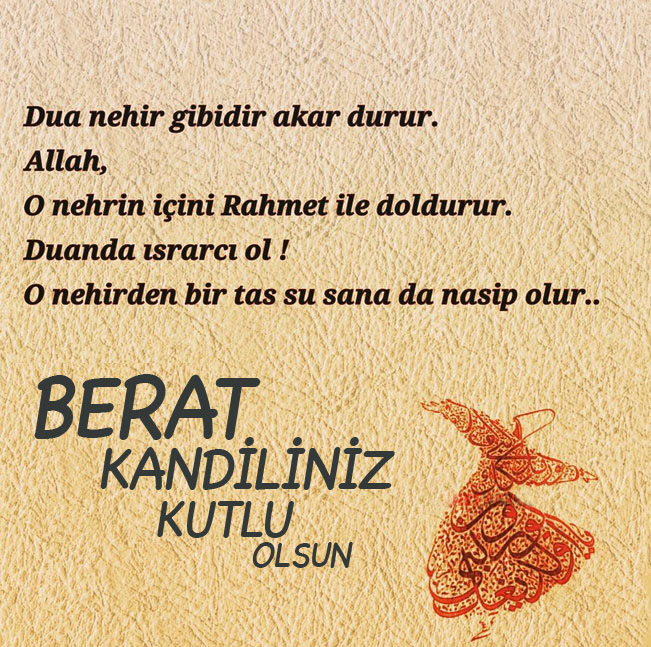 Dua nehir gibidir akar durur.
Allah,
O nehrin içini Rahmet ile doldurur.
Duanda ısrarcı ol !
O nehirden bir tas su sana da nasip olur..
BERAT
KANDİLİNİZ
KUTLU
OLSUN